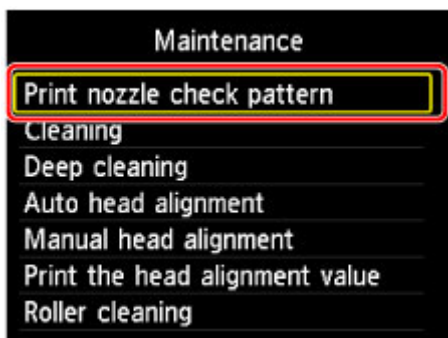 Maintenance
Print nozzle check pattern
Cleaning
Deep cleaning
Auto head alignment
Manual head alignment
Print the head alignment value
Roller cleaning